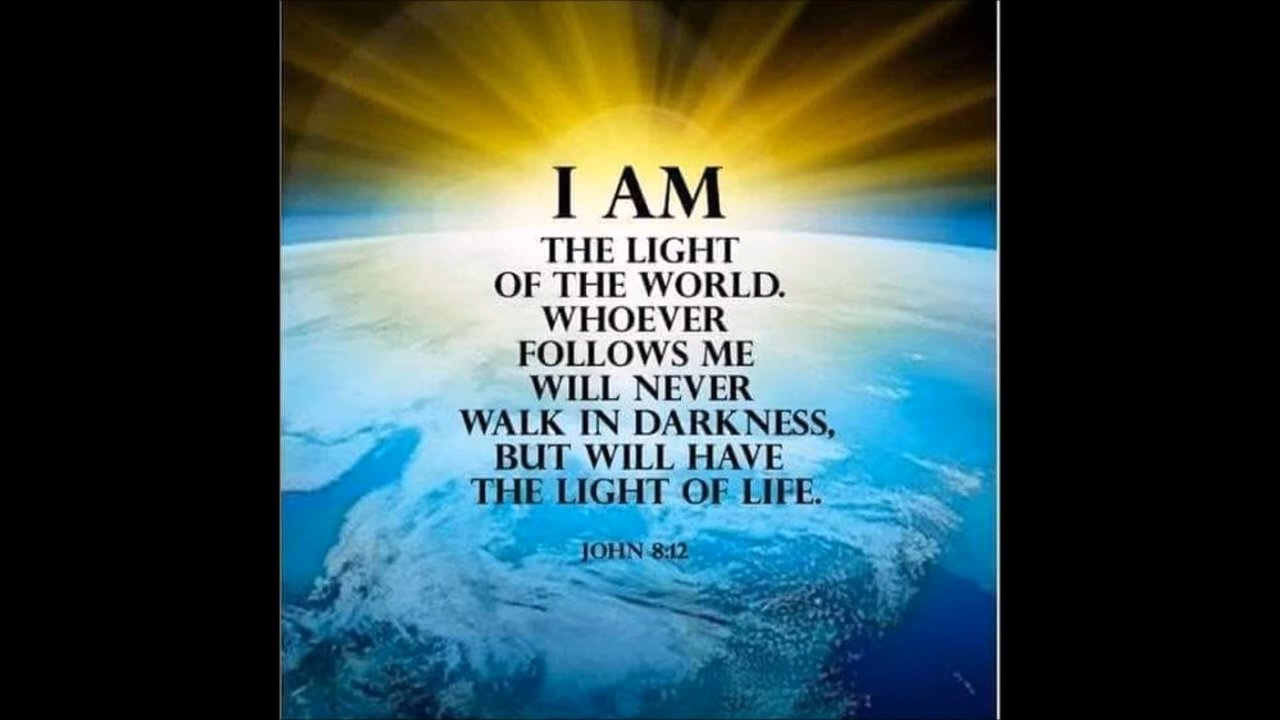 I AM
THE LIGHT
OF THE WORLD.
WHOEVER
FOLLOWS ME
WILL NEVER
WALK IN DARKNESS,
BUT WILL HAVE
THE LIGHT OF LIFE.
JOHN 8:12